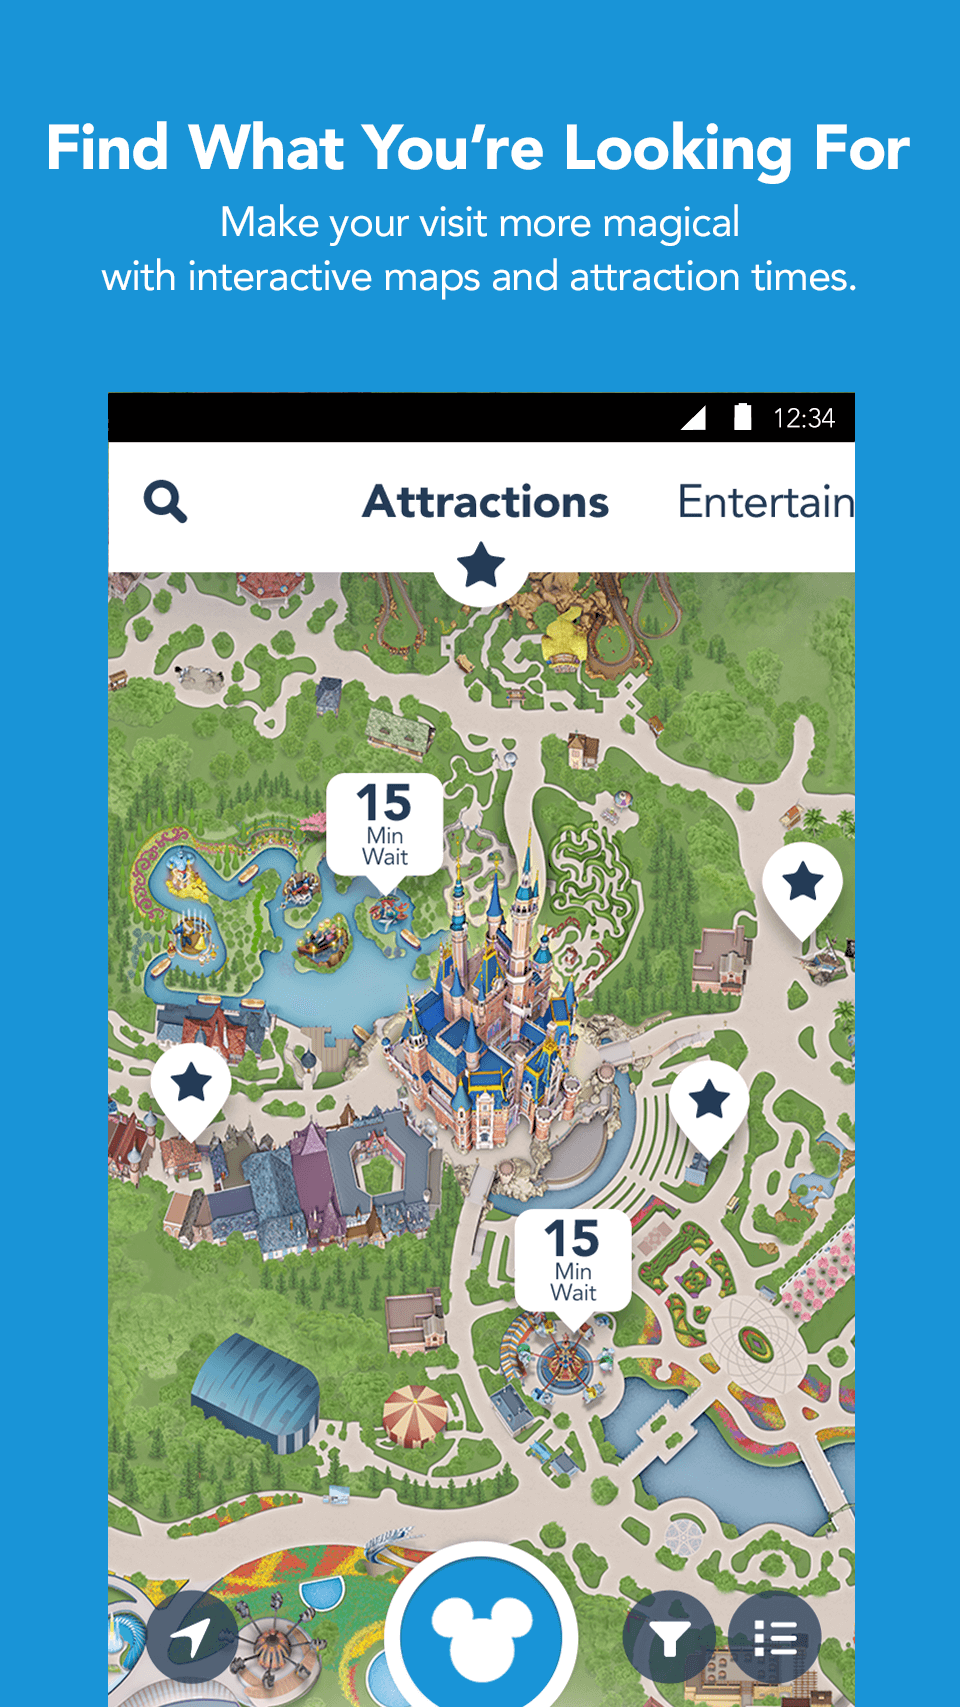 Find What You’re Looking For
Make your visit more magical
with interactive maps and attraction times.
12:34
Attractions
Entertain
15
Min
Wait
15
Min
Wait
MARVEL